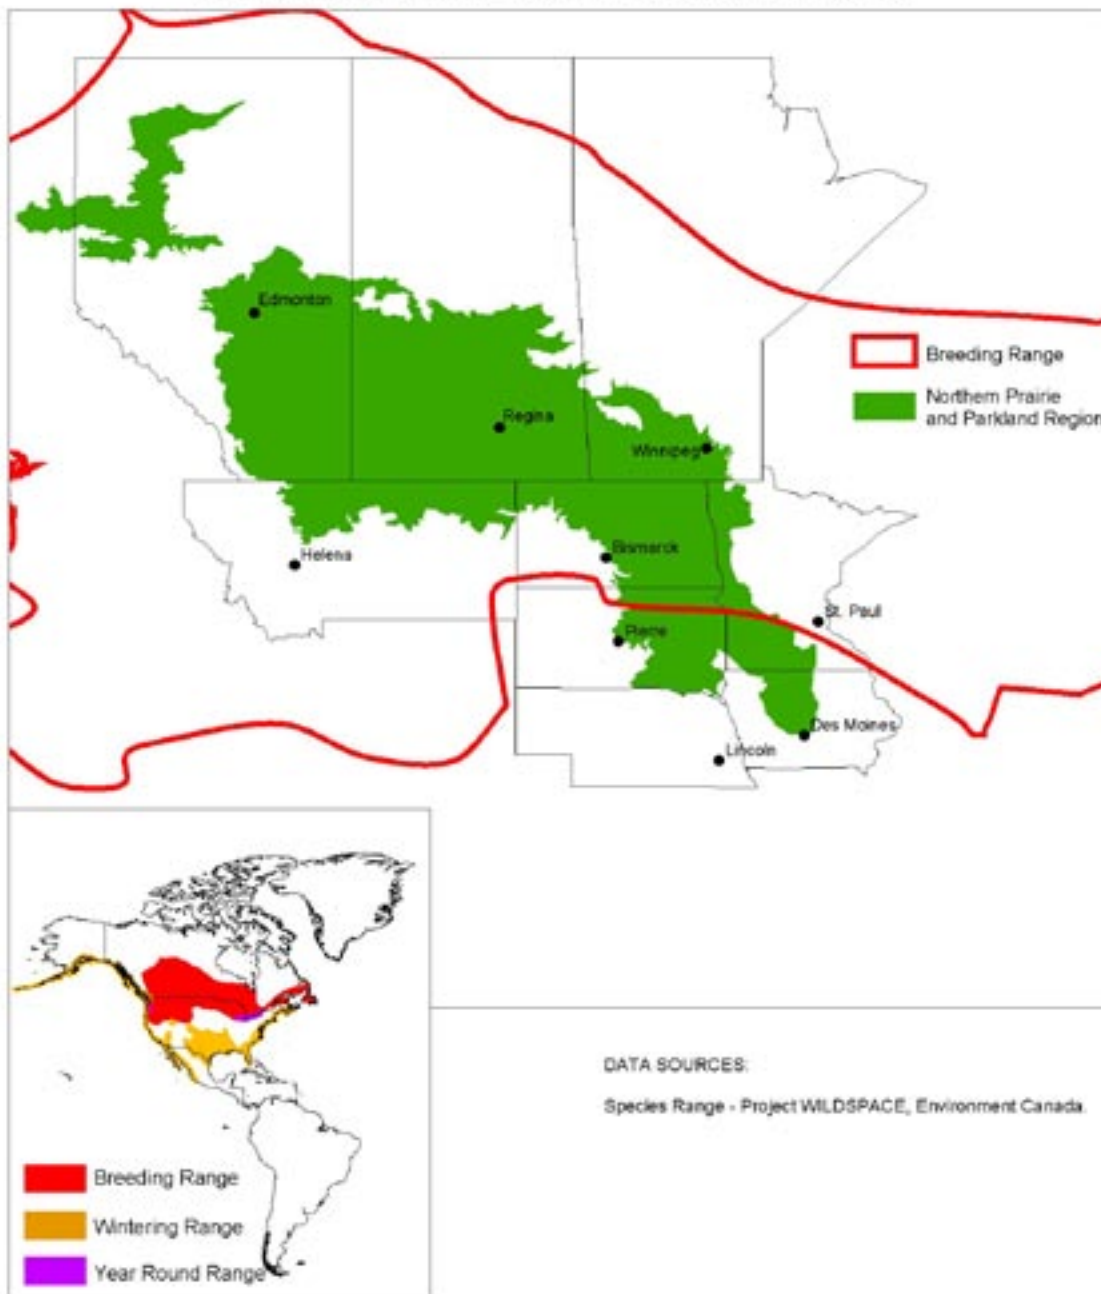 Edmonton
Regina
Winnipeg
Breeding Range
Northern Prairie
and Parkland Region
Helena
Bismarck
St. Paul
Pierre
Des Moines
Lincoln
Breeding Range
Wintering Range
Year Round Range
DATA SOURCES:
Species Range - Project WILDSPACE, Environment Canada.